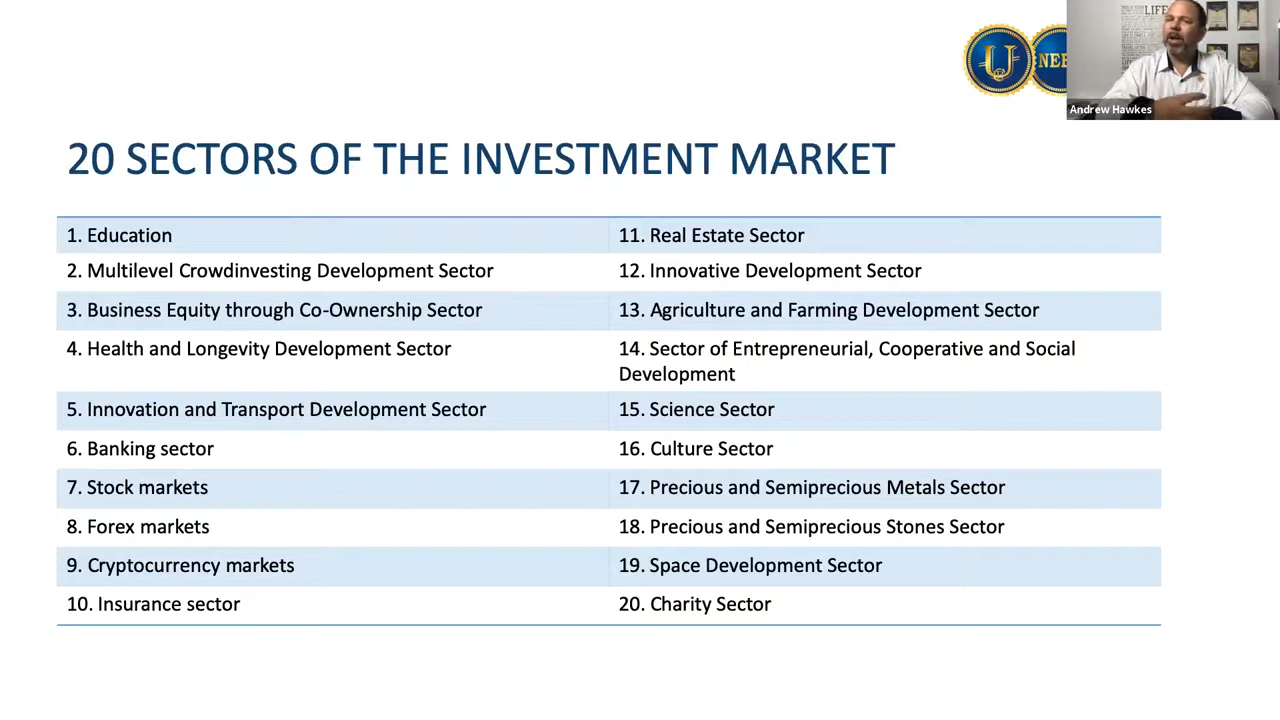 LIFE
U
NEE
Andrew Hawkes
20 SECTORS OF THE INVESTMENT MARKET
1. Education
11. Real Estate Sector
2. Multilevel Crowdinvesting Development Sector
12. Innovative Development Sector
3. Business Equity through Co-Ownership Sector
13. Agriculture and Farming Development Sector
4. Health and Longevity Development Sector
14. Sector of Entrepreneurial, Cooperative and Social
Development
5. Innovation and Transport Development Sector
15. Science Sector
6. Banking sector
16. Culture Sector
7. Stock markets
17. Precious and Semiprecious Metals Sector
8. Forex markets
18. Precious and Semiprecious Stones Sector
9. Cryptocurrency markets
19. Space Development Sector
10. Insurance sector
20. Charity Sector